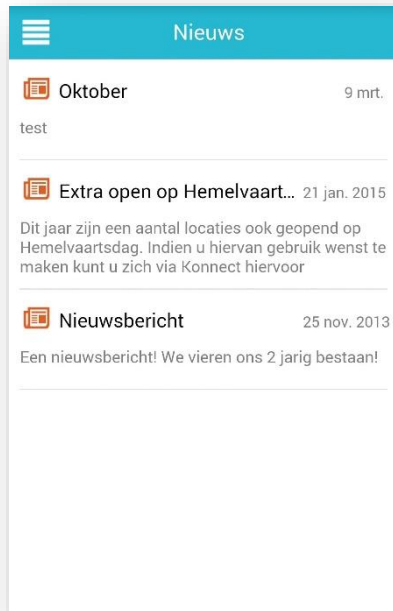 Nieuws
Oktober 9 mrt.
test
Extra open op Hemelvaart... 21 jan. 2015
Dit jaar zijn een aantal locaties ook geopend op
Hemelvaartsdag. Indien u hiervan gebruik wenst te
maken kunt u zich via Konnect hiervoor
Nieuwsbericht 25 nov. 2013
Een nieuwsbericht! We vieren ons 2 jarig bestaan!